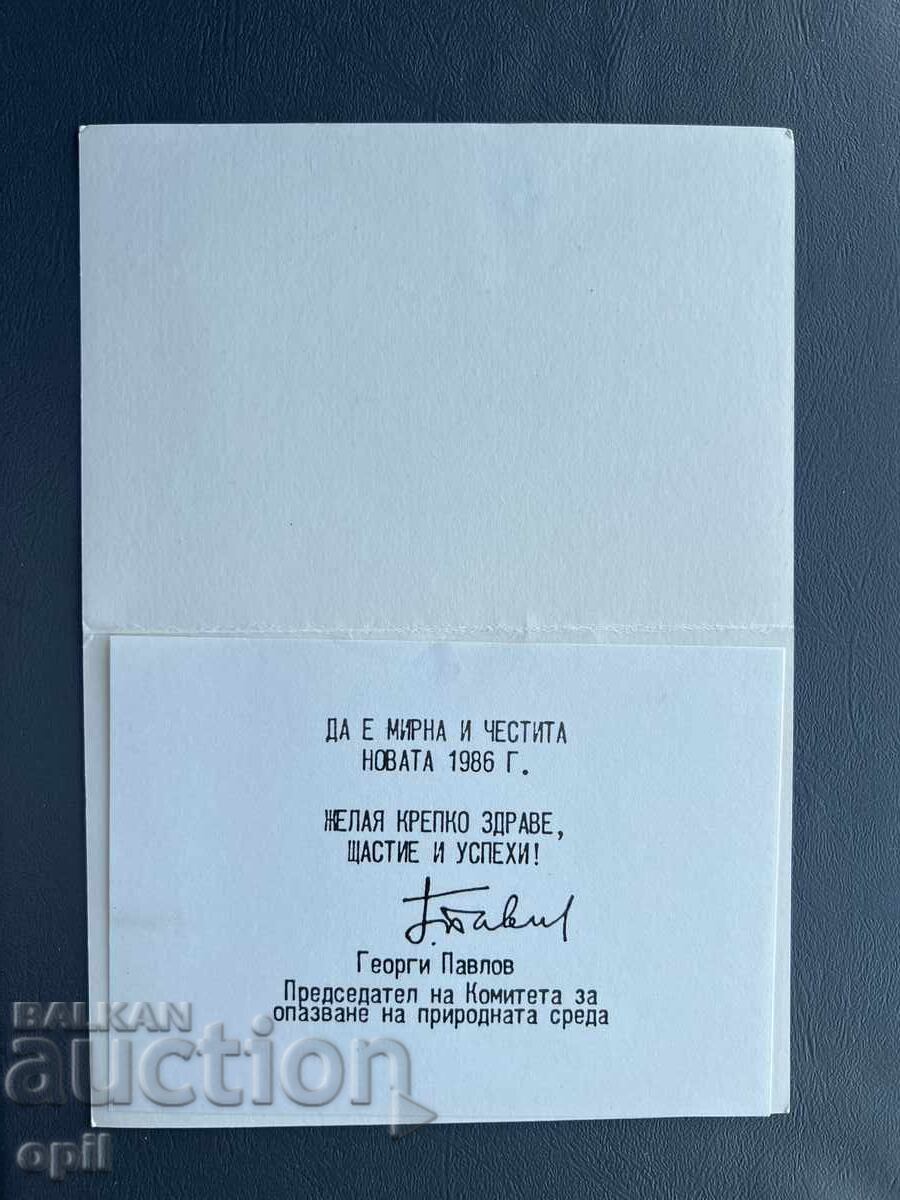 ДА Е МИРНА И ЧЕСТИТА
НОВАТА 1986 Г.
ЖЕЛАЯ КРЕПКО ЗДРАВЕ,
ЩАСТИЕ И УСПЕХИ!
Г. Павлов
Георги Павлов
Председател на Комитета за
опазване на природната среда
BALKAN
auction
opil